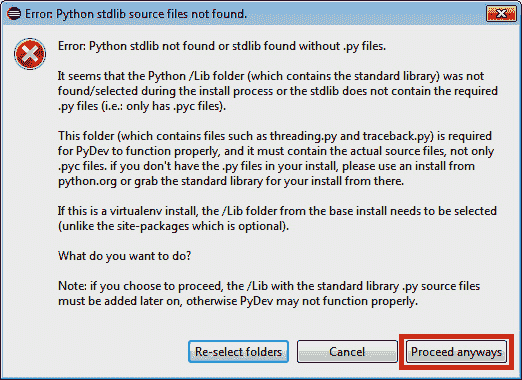 Error: Python stdlib source files not found.
Error: Python stdlib not found or stdlib found without .py files.
It seems that the Python /Lib folder (which contains the standard library) was
not found/selected during the install process or the stdlib does not contain the required
.py files (i.e.: only has .pyc files).
This folder (which contains files such as threading.py and traceback.py) is required
for PyDev to function properly, and it must contain the actual source files, not only
.pyc files. if you don't have the .py files in your install, please use an install from
python.org or grab the standard library for your install from there.
If this is a virtualenv install, the /Lib folder from the base install needs to be selected
(unlike the site-packages which is optional).
What do you want to do?
Note: if you choose to proceed, the /Lib with the standard library .py source files
must be added later on, otherwise PyDev may not function properly.
Re-select folders
Cancel
Proceed anyways